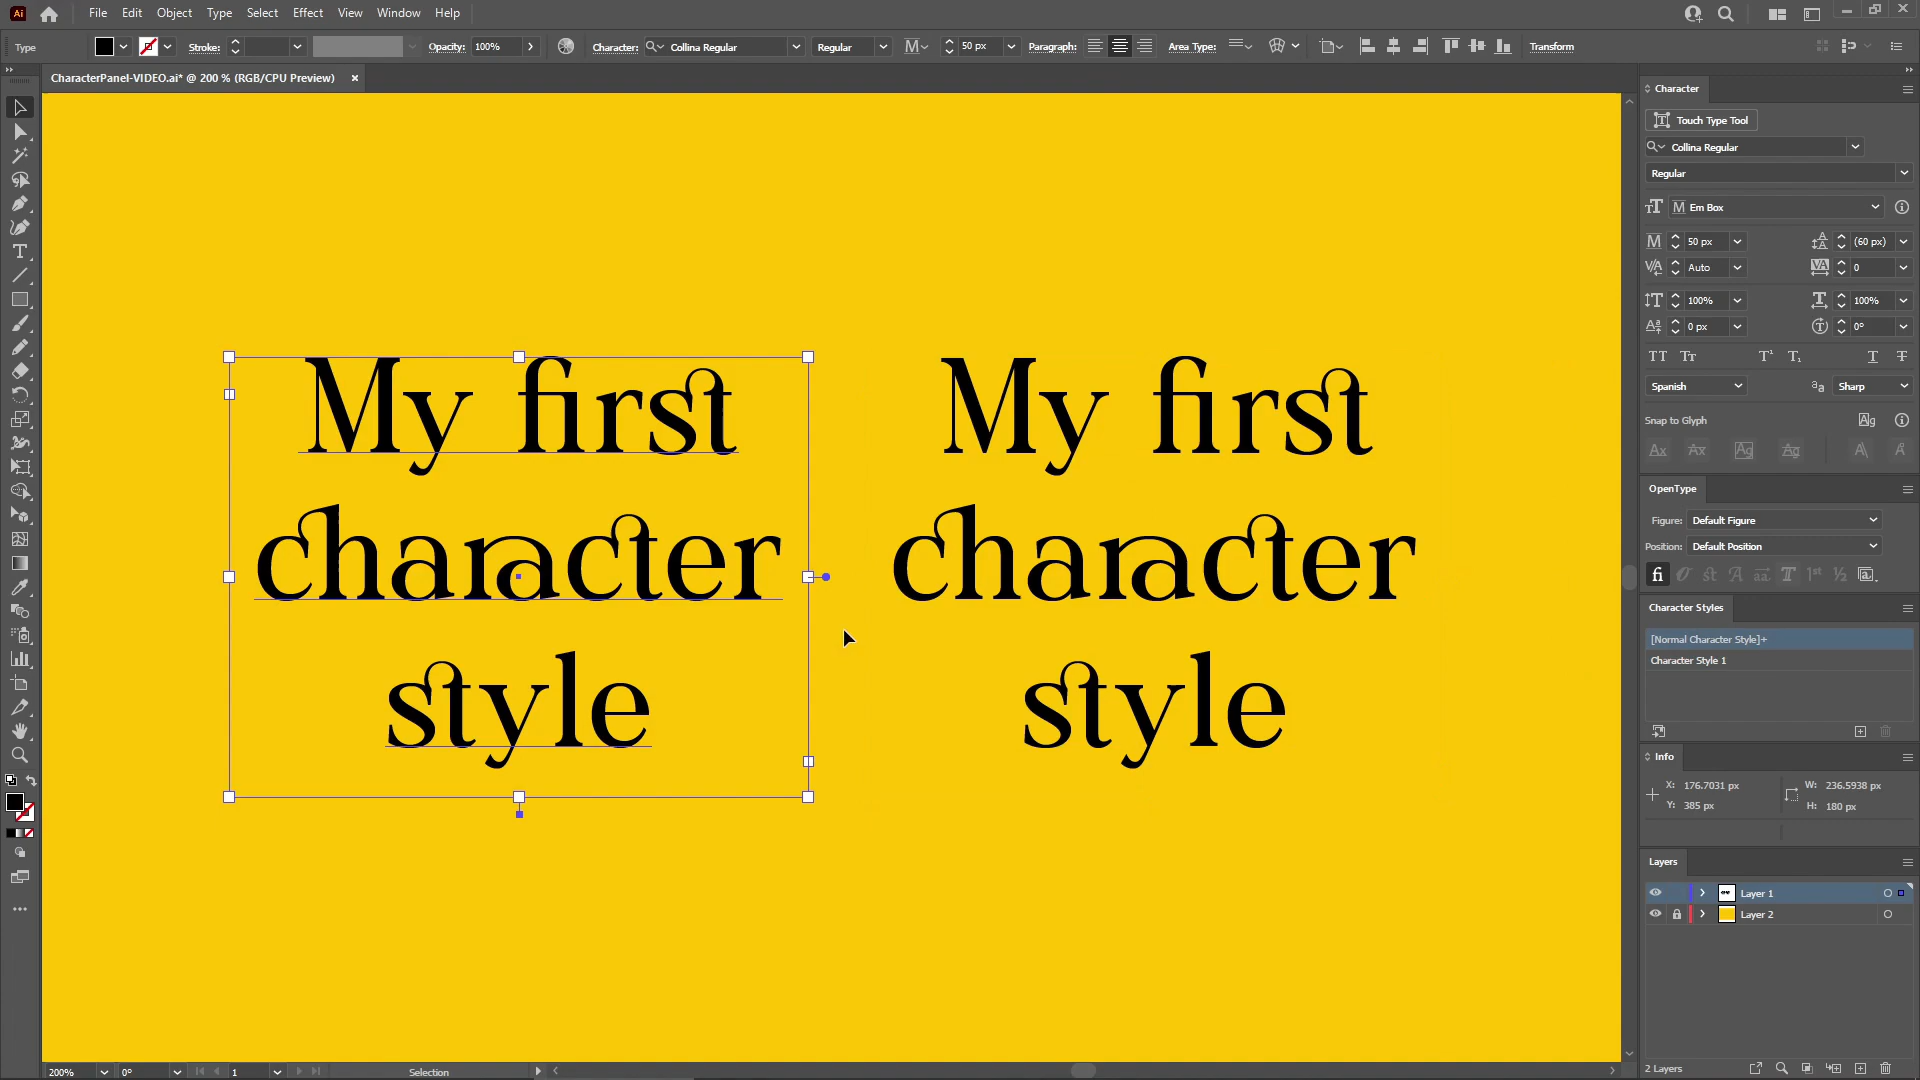 Ai File Edit Object Type Select Effect View Window Help
Type Stroke: Opacity: 100% Character: Collina Regular Regular 50 px Paragraph: Area Type: Transform
CharacterPanel-VIDEO.ai* @ 200 % (RGB/CPU Preview)
My first
character
style
My first
character
style
Character
Touch Type Tool
Collina Regular
Regular
Em Box
50 px (60 px)
Auto 0
100% 100%
0 px 0°
Spanish Sharp
Snap to Glyph
OpenType
Figure: Default Figure
Position: Default Position
Character Styles
[Normal Character Style]+
Character Style 1
Info
X: 176.7031 px W: 236.5938 px
Y: 385 px H: 180 px
Layers
Layer 1
Layer 2
2 Layers
200% 0° 1 Selection